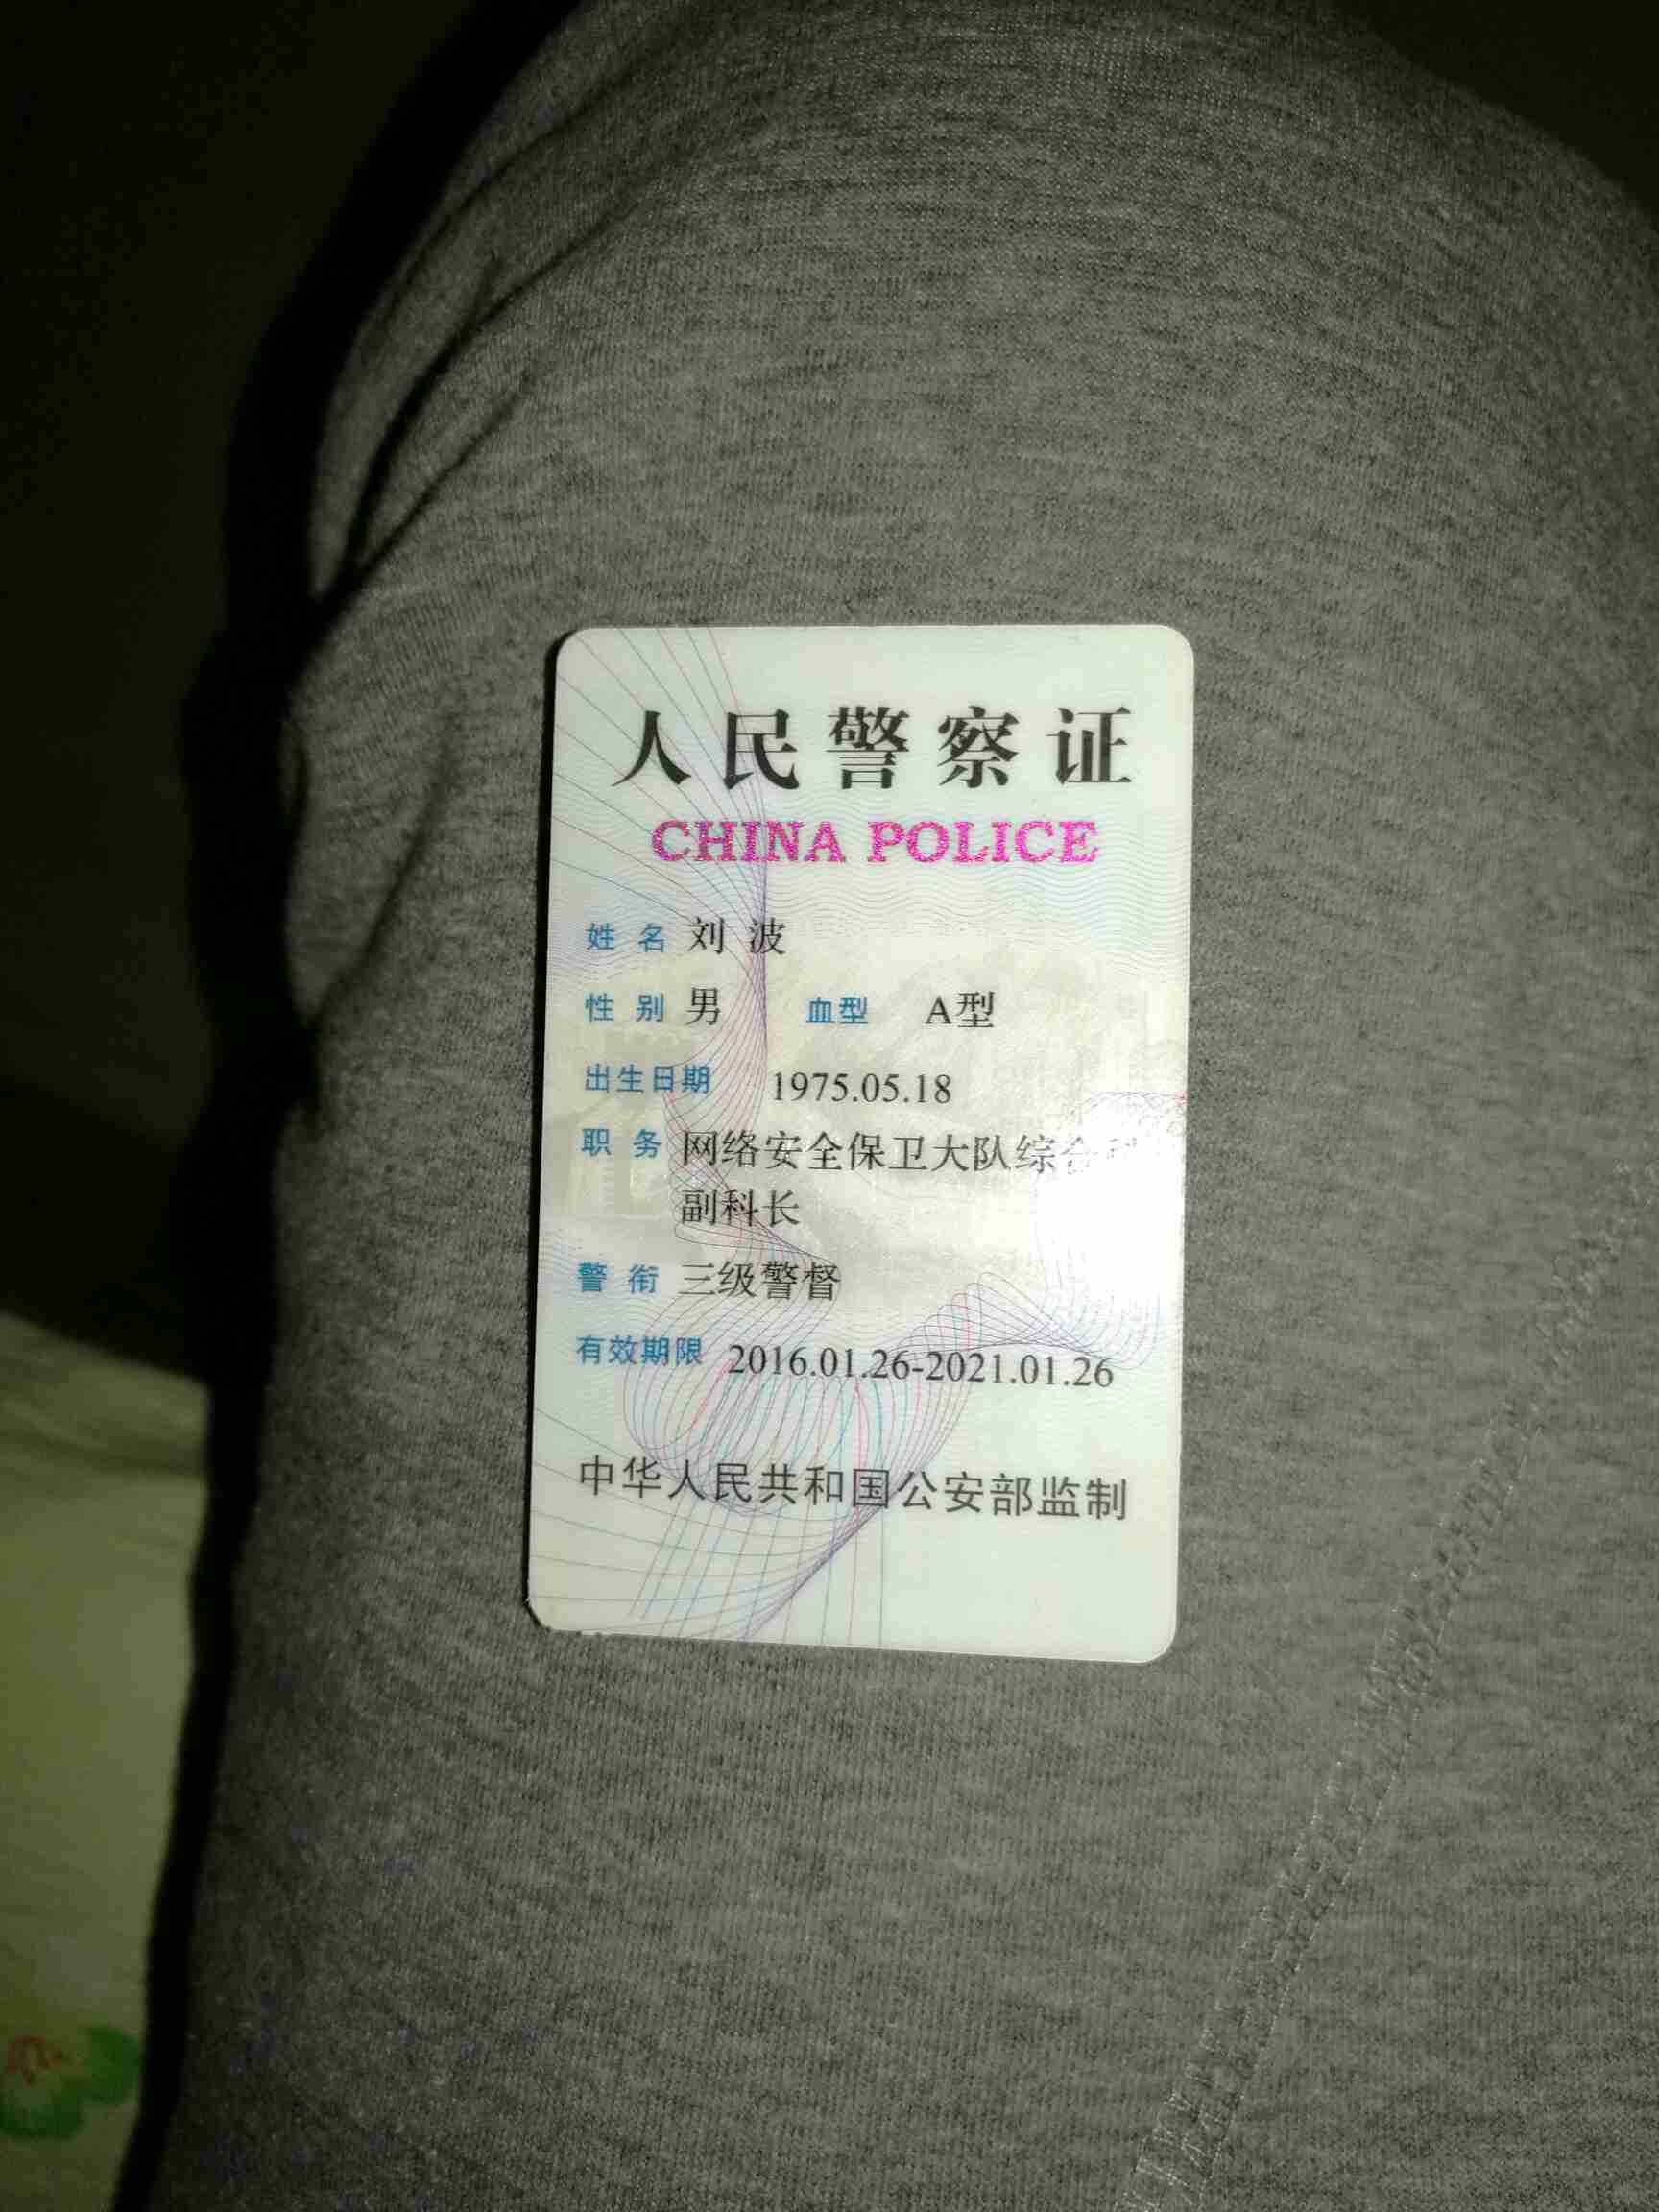 人民警察证
CHINA POLICE
姓名 刘波
性别 男 血型 A型
出生日期 1975.05.18
职务 网络安全保卫大队综合科
副科长
警衔 三级警督
有效期限 2016.01.26-2021.01.26
中华人民共和国公安部监制